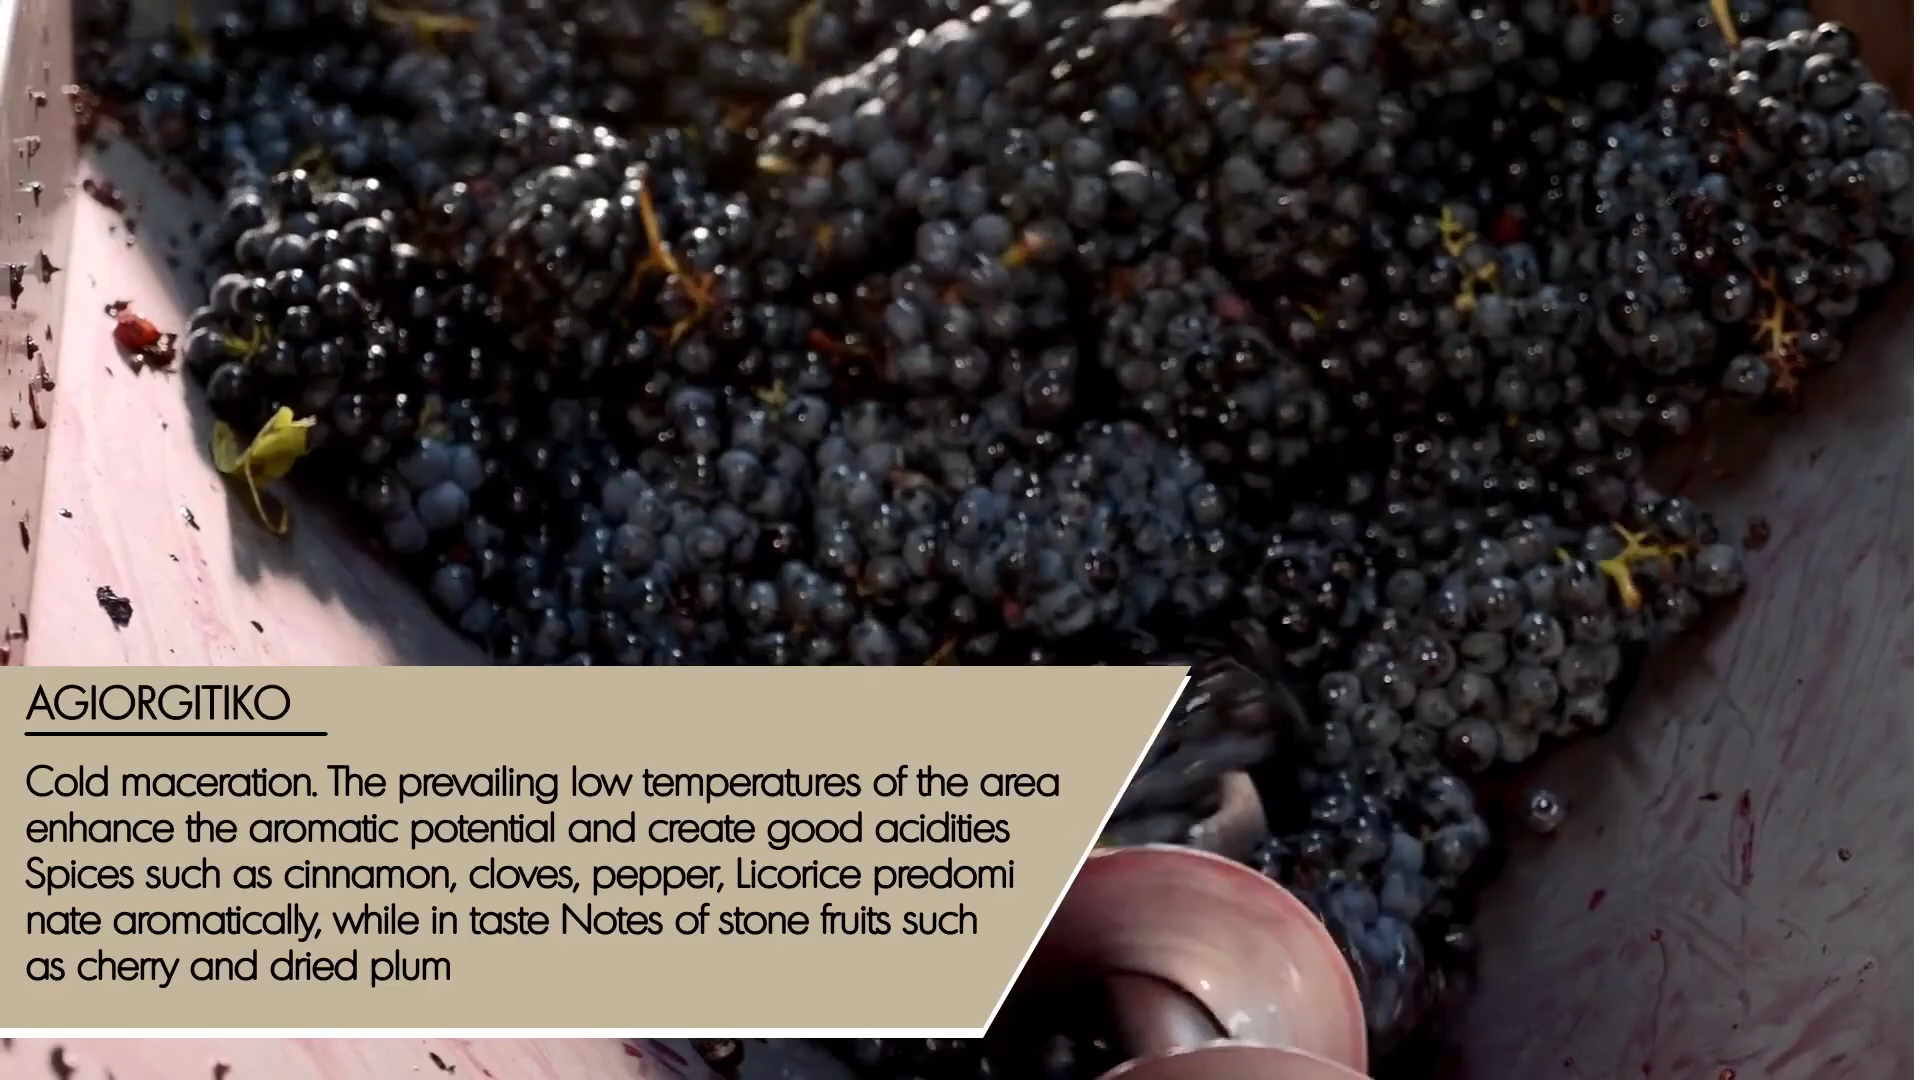 AGIORGITIKO
Cold maceration. The prevailing low temperatures of the area
enhance the aromatic potential and create good acidities
Spices such as cinnamon, cloves, pepper, Licorice predomi
nate aromatically, while in taste Notes of stone fruits such
as cherry and dried plum